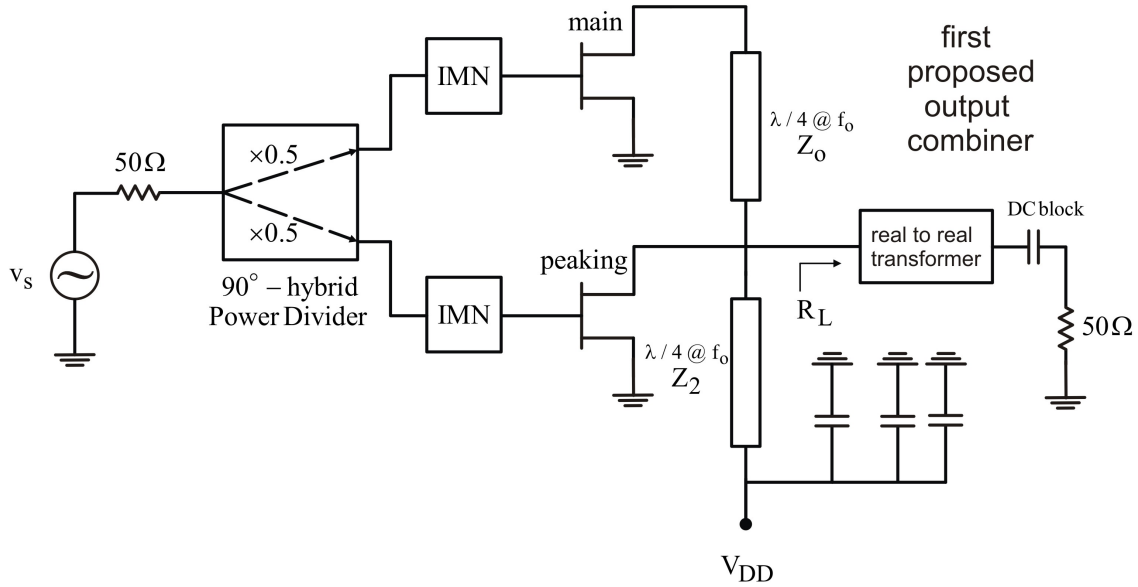 main
first
proposed
output
combiner
IMN
λ / 4 @ fo
Zo
50Ω
×0.5
×0.5
DC block
real to real
transformer
peaking
vs
90° – hybrid
Power Divider
IMN
RL
50Ω
λ / 4 @ fo
Z2
VDD